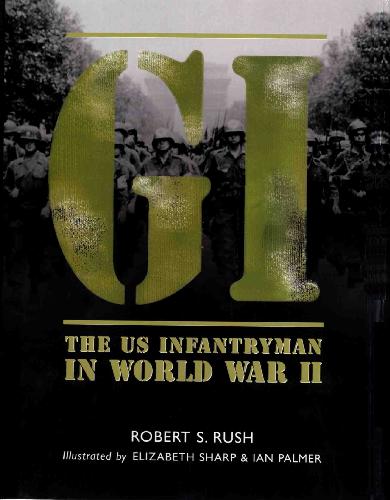 GI
THE US INFANTRYMAN
IN WORLD WAR II
ROBERT S. RUSH
Illustrated by ELIZABETH SHARP & IAN PALMER